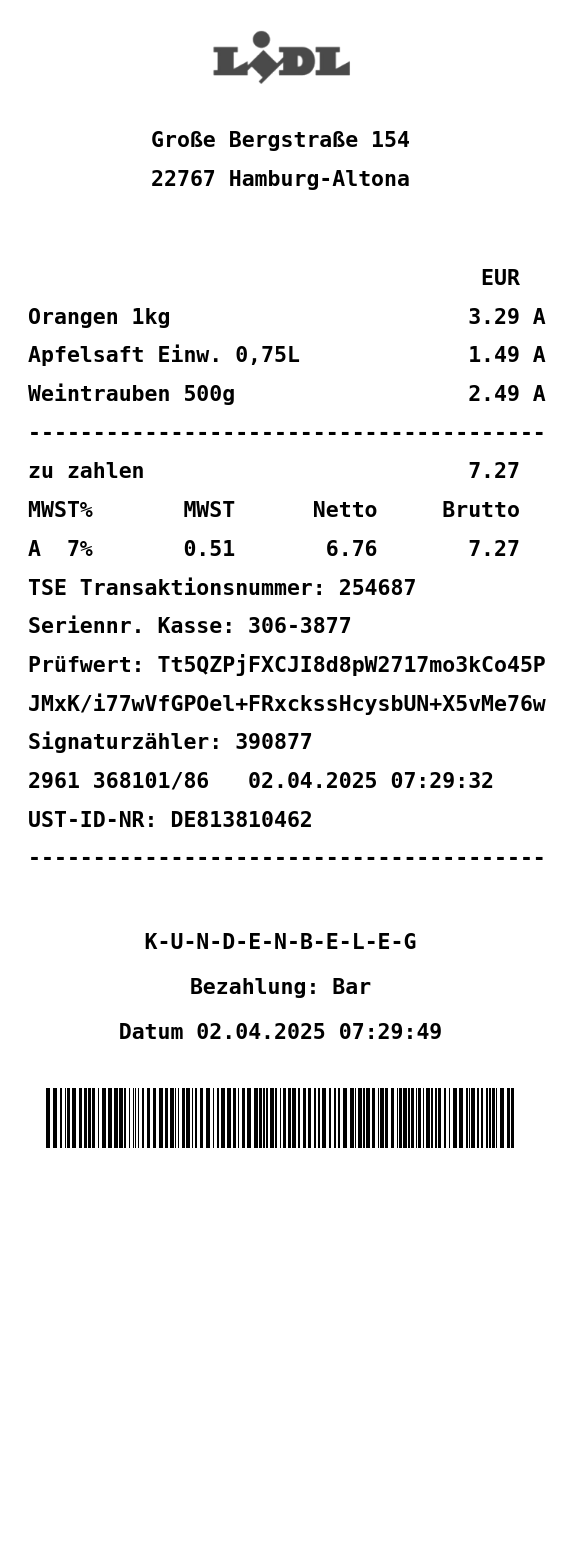 LIDL
Große Bergstraße 154
22767 Hamburg-Altona
EUR
Orangen 1kg 3.29 A
Apfelsaft Einw. 0,75L 1.49 A
Weintrauben 500g 2.49 A
----------------------------------------
zu zahlen 7.27
MWST% MWST Netto Brutto
A 7% 0.51 6.76 7.27
TSE Transaktionsnummer: 254687
Seriennr. Kasse: 306-3877
Prüfwert: Tt5QZPjFXCJI8d8pW2717mo3kCo45P
JMxK/i77wVfGPOel+FRxckssHcysbUN+X5vMe76w
Signaturzähler: 390877
2961 368101/86 02.04.2025 07:29:32
UST-ID-NR: DE813810462
----------------------------------------
K-U-N-D-E-N-B-E-L-E-G
Bezahlung: Bar
Datum 02.04.2025 07:29:49